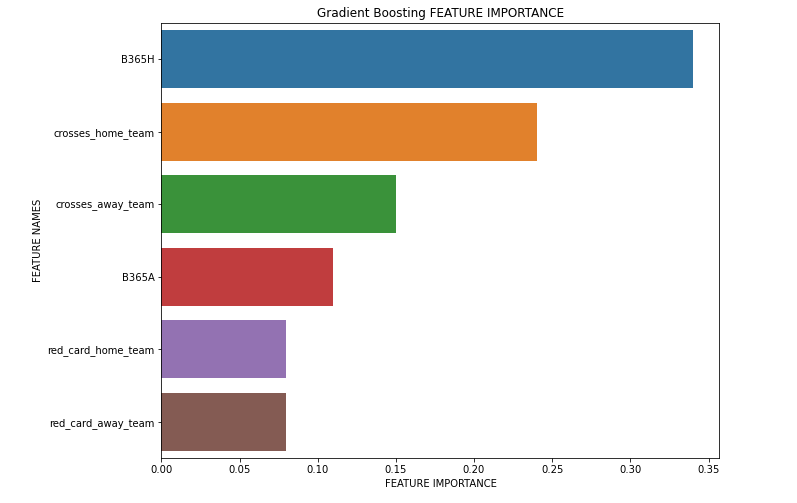 Gradient Boosting FEATURE IMPORTANCE
B365H
crosses_home_team
crosses_away_team
B365A
red_card_home_team
red_card_away_team
FEATURE NAMES
0.00 0.05 0.10 0.15 0.20 0.25 0.30 0.35
FEATURE IMPORTANCE